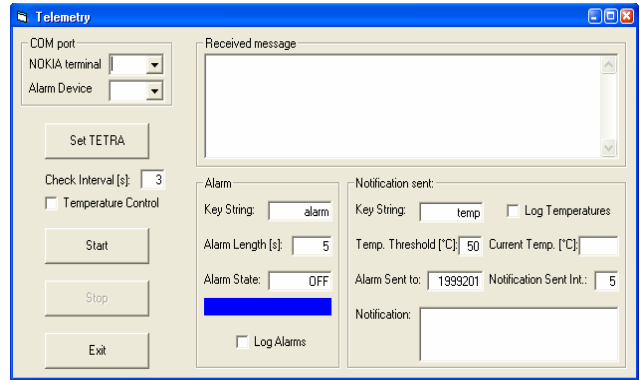 Telemetry
COM port
NOKIA terminal
Alarm Device
Set TETRA
Check Interval [s]: 3
Temperature Control
Start
Stop
Exit
Received message
Alarm
Key String: alarm
Alarm Length [s]: 5
Alarm State: OFF
Log Alarms
Notification sent:
Key String: temp Log Temperatures
Temp. Threshold [°C]: 50 Current Temp. [°C]:
Alarm Sent to: 1999201 Notification Sent Int.: 5
Notification: